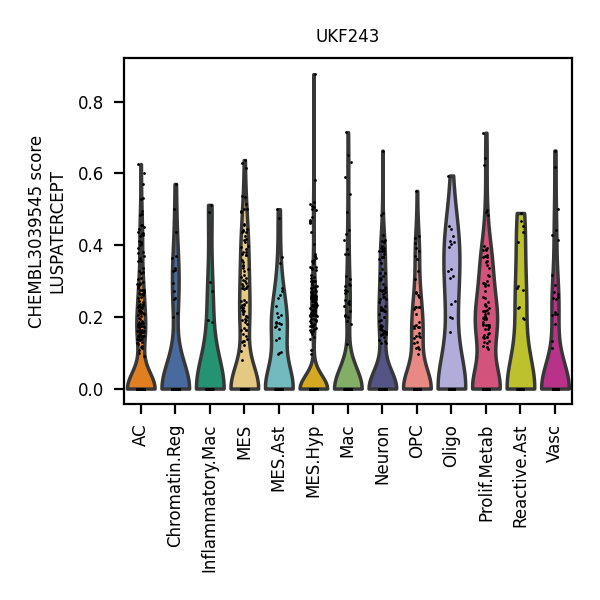 UKF243
CHEMBL3039545 score
LUSPATERCEPT
0.8
0.6
0.4
0.2
0.0
AC
Chromatin.Reg
Inflammatory.Mac
MES
MES.Ast
MES.Hyp
Mac
Neuron
OPC
Oligo
Prolif.Metab
Reactive.Ast
Vasc